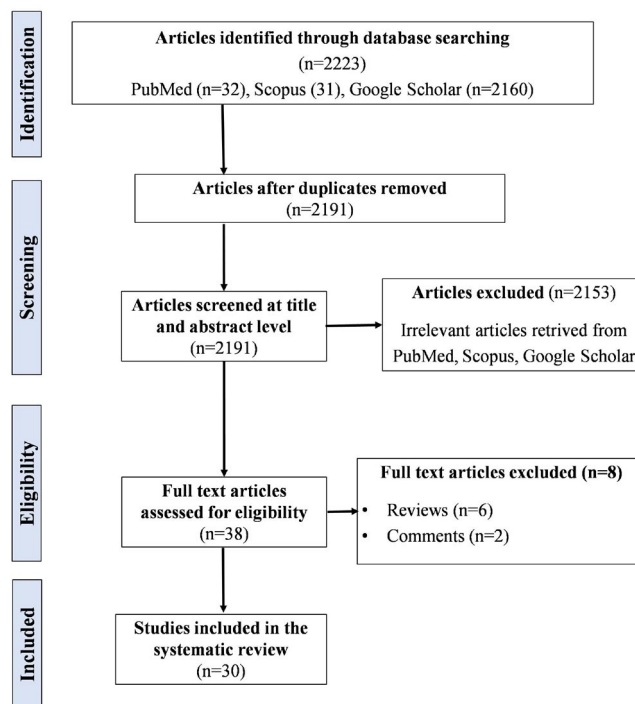 Identification
Articles identified through database searching
(n=2223)
PubMed (n=32), Scopus (31), Google Scholar (n=2160)
Screening
Articles after duplicates removed
(n=2191)
Articles screened at title
and abstract level
(n=2191)
Articles excluded (n=2153)
Irrelevant articles retrived from
PubMed, Scopus, Google Scholar
Eligibility
Full text articles
assessed for eligibility
(n=38)
Full text articles excluded (n=8)
• Reviews (n=6)
• Comments (n=2)
Included
Studies included in the
systematic review
(n=30)